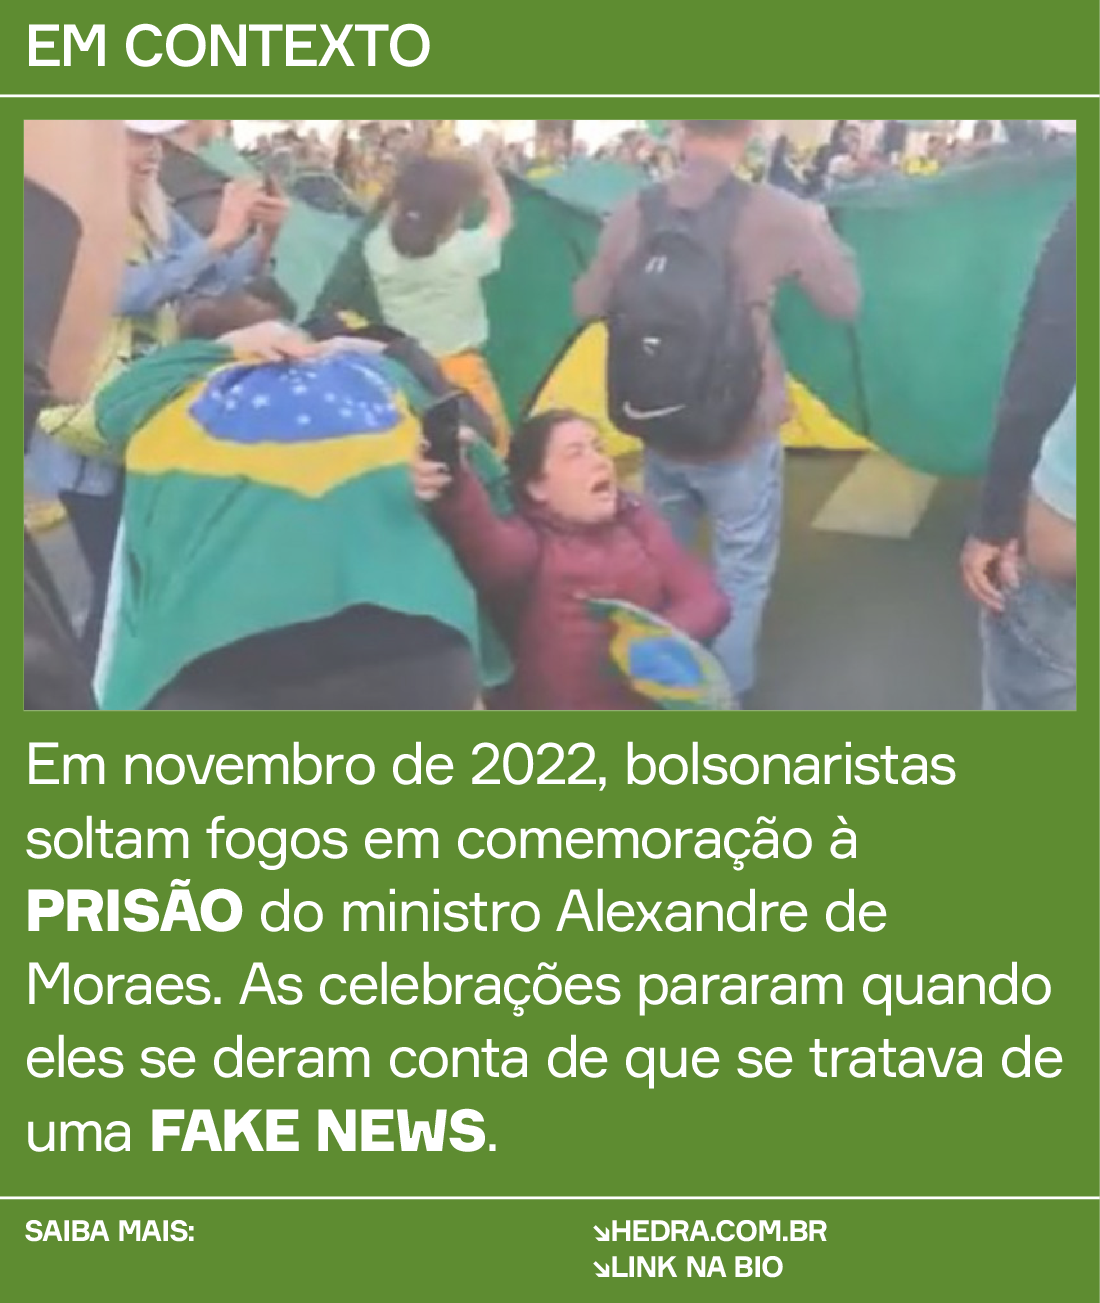 EM CONTEXTO
Em novembro de 2022, bolsonaristas
soltam fogos em comemoração à
PRISÃO do ministro Alexandre de
Moraes. As celebrações pararam quando
eles se deram conta de que se tratava de
uma FAKE NEWS.
SAIBA MAIS:
↘HEDRA.COM.BR
↘LINK NA BIO